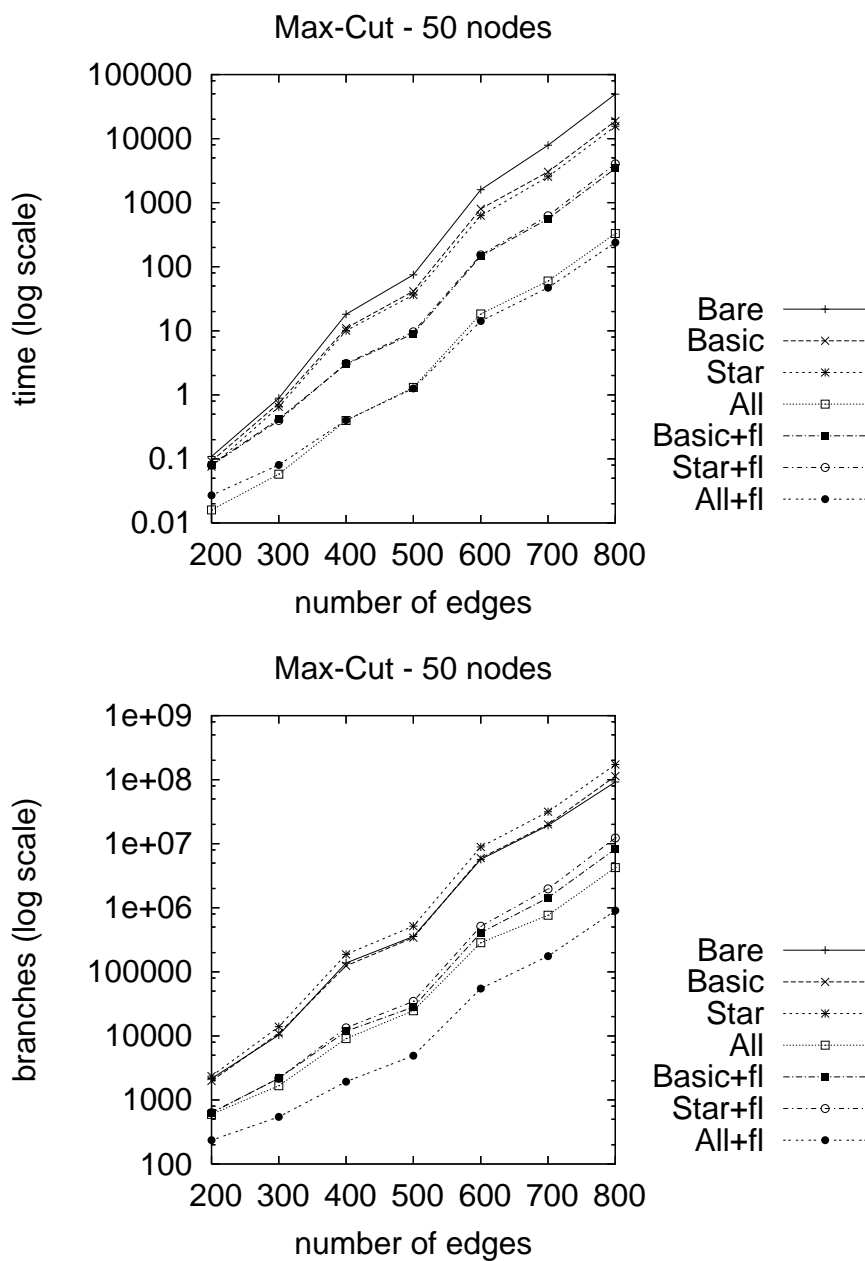 Max-Cut - 50 nodes
100000
10000
1000
100
10
1
0.1
0.01
time (log scale)
200 300 400 500 600 700 800
number of edges
Bare
Basic
Star
All
Basic+fl
Star+fl
All+fl
Max-Cut - 50 nodes
1e+09
1e+08
1e+07
1e+06
100000
10000
1000
100
branches (log scale)
200 300 400 500 600 700 800
number of edges
Bare
Basic
Star
All
Basic+fl
Star+fl
All+fl